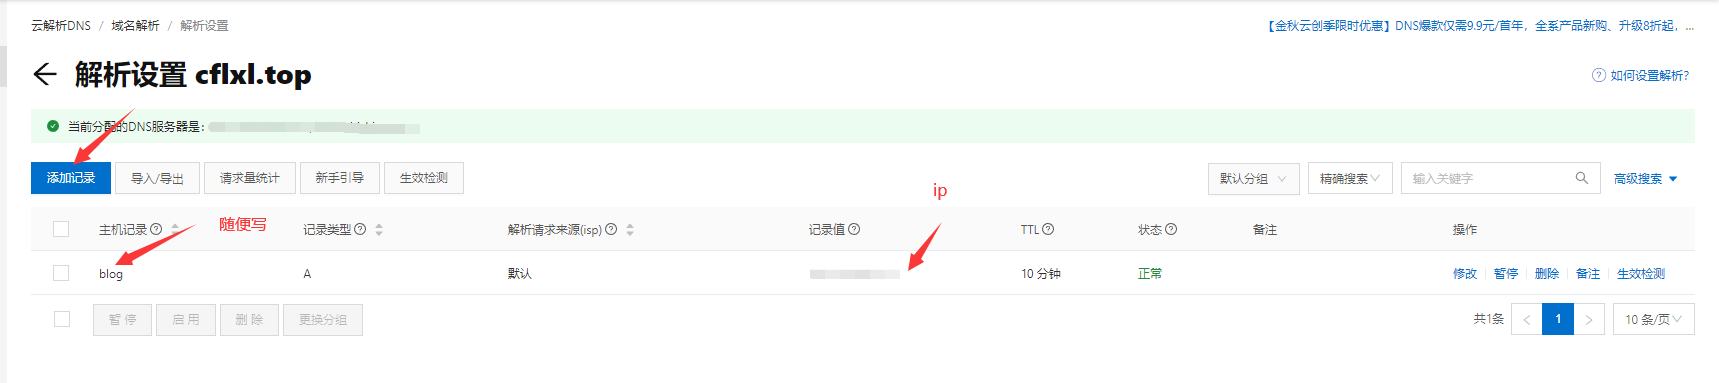 云解析DNS / 域名解析 / 解析设置
【金秋云创季限时优惠】DNS爆款仅需9.9元/首年，全系产品新购、升级8折起，...
解析设置 cflxl.top
如何设置解析?
当前分配的DNS服务器是：
添加记录 导入/导出 请求量统计 新手引导 生效检测 默认分组 精确搜索 输入关键字 高级搜索
ip
随便写
主机记录 记录类型 解析请求来源(isp) 记录值 TTL 状态 备注 操作
blog A 默认 10 分钟 正常 修改 暂停 删除 备注 生效检测
暂停 启用 删除 更换分组 共1条 < 1 > 10 条/页